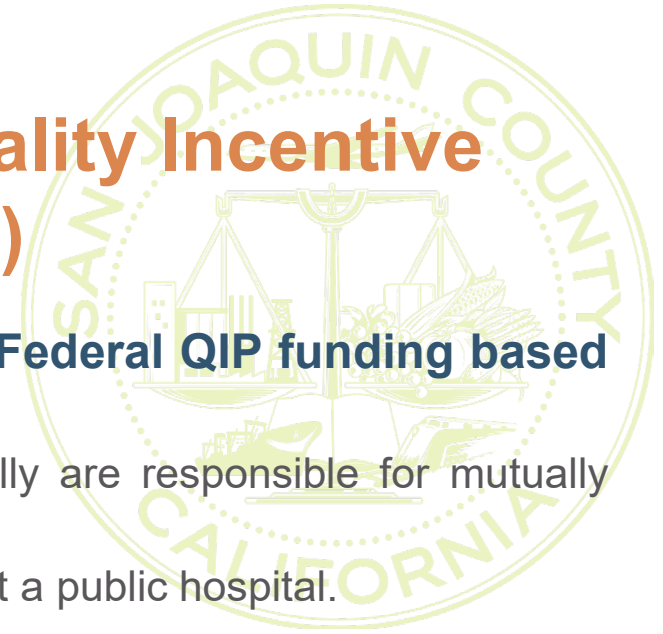 SAN JOAQUIN COUNTY
ality Incentive
)
Federal QIP funding based
lly are responsible for mutually
t a public hospital.
CALIFORNIA